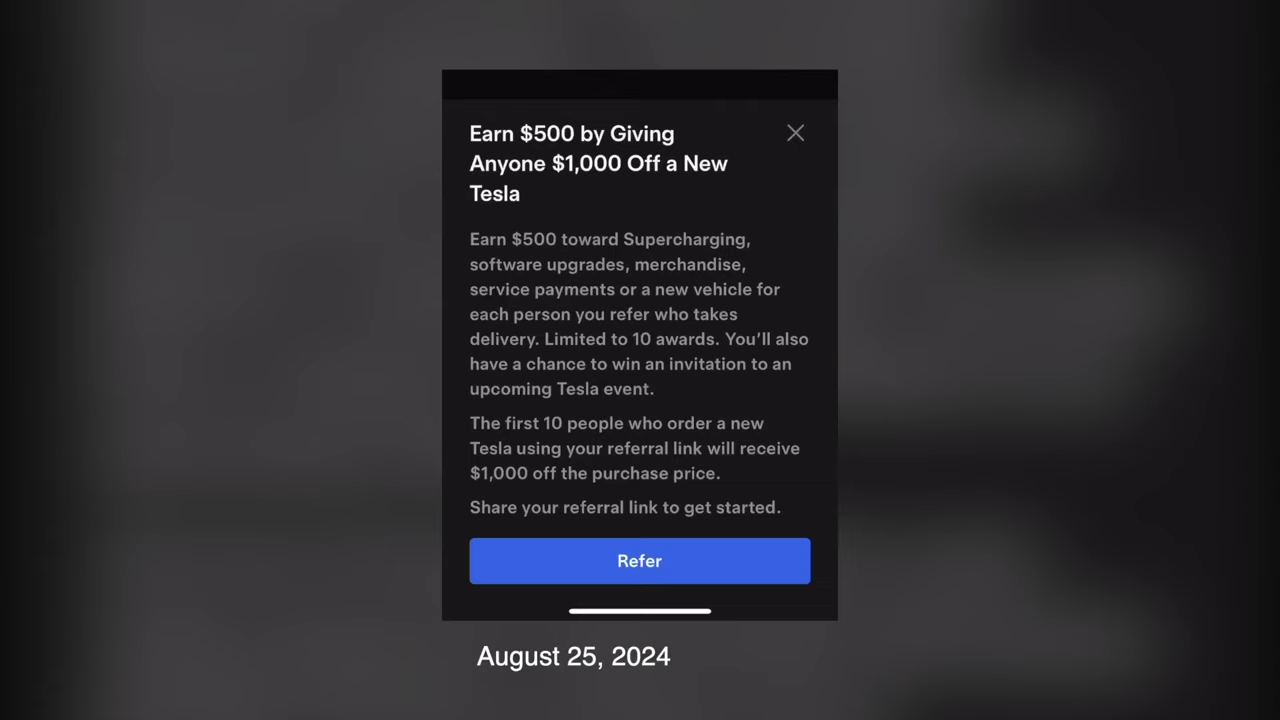 Earn $500 by Giving
Anyone $1,000 Off a New
Tesla
Earn $500 toward Supercharging,
software upgrades, merchandise,
service payments or a new vehicle for
each person you refer who takes
delivery. Limited to 10 awards. You’ll also
have a chance to win an invitation to an
upcoming Tesla event.
The first 10 people who order a new
Tesla using your referral link will receive
$1,000 off the purchase price.
Share your referral link to get started.
Refer
August 25, 2024